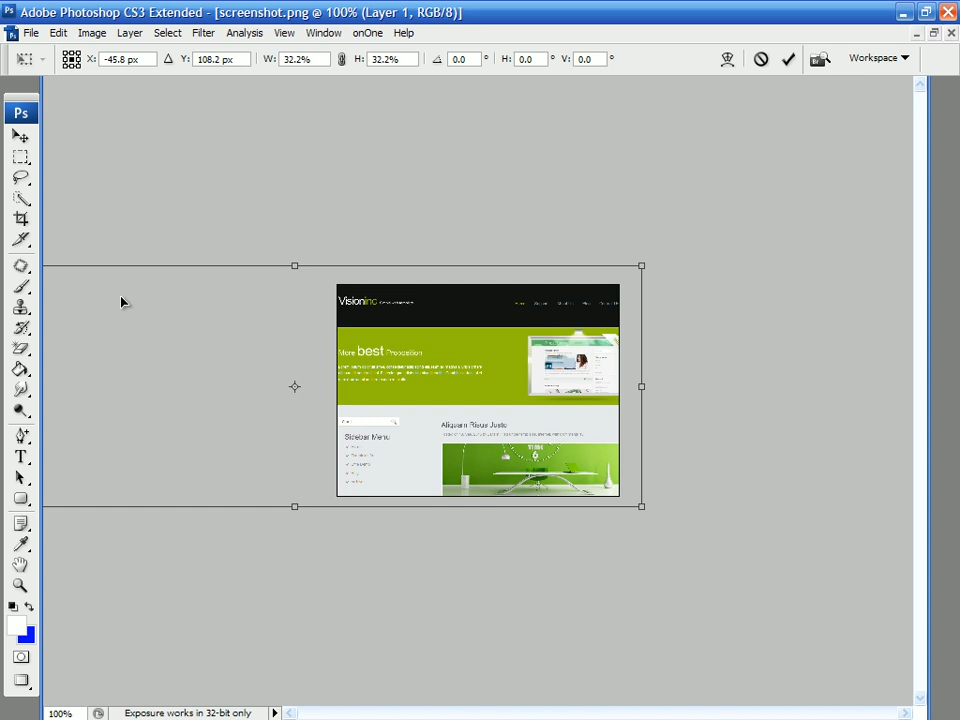 Adobe Photoshop CS3 Extended - [screenshot.png @ 100% (Layer 1, RGB/8)]
File Edit Image Layer Select Filter Analysis View Window onOne Help
X: -45.8 px Y: 108.2 px W: 32.2% H: 32.2% 0.0 ° H: 0.0 ° V: 0.0 ° Workspace
Ps
Visioninc
Home
More best Proposition
Aliquam Risus Justo
Sidebar Menu
100% Exposure works in 32-bit only